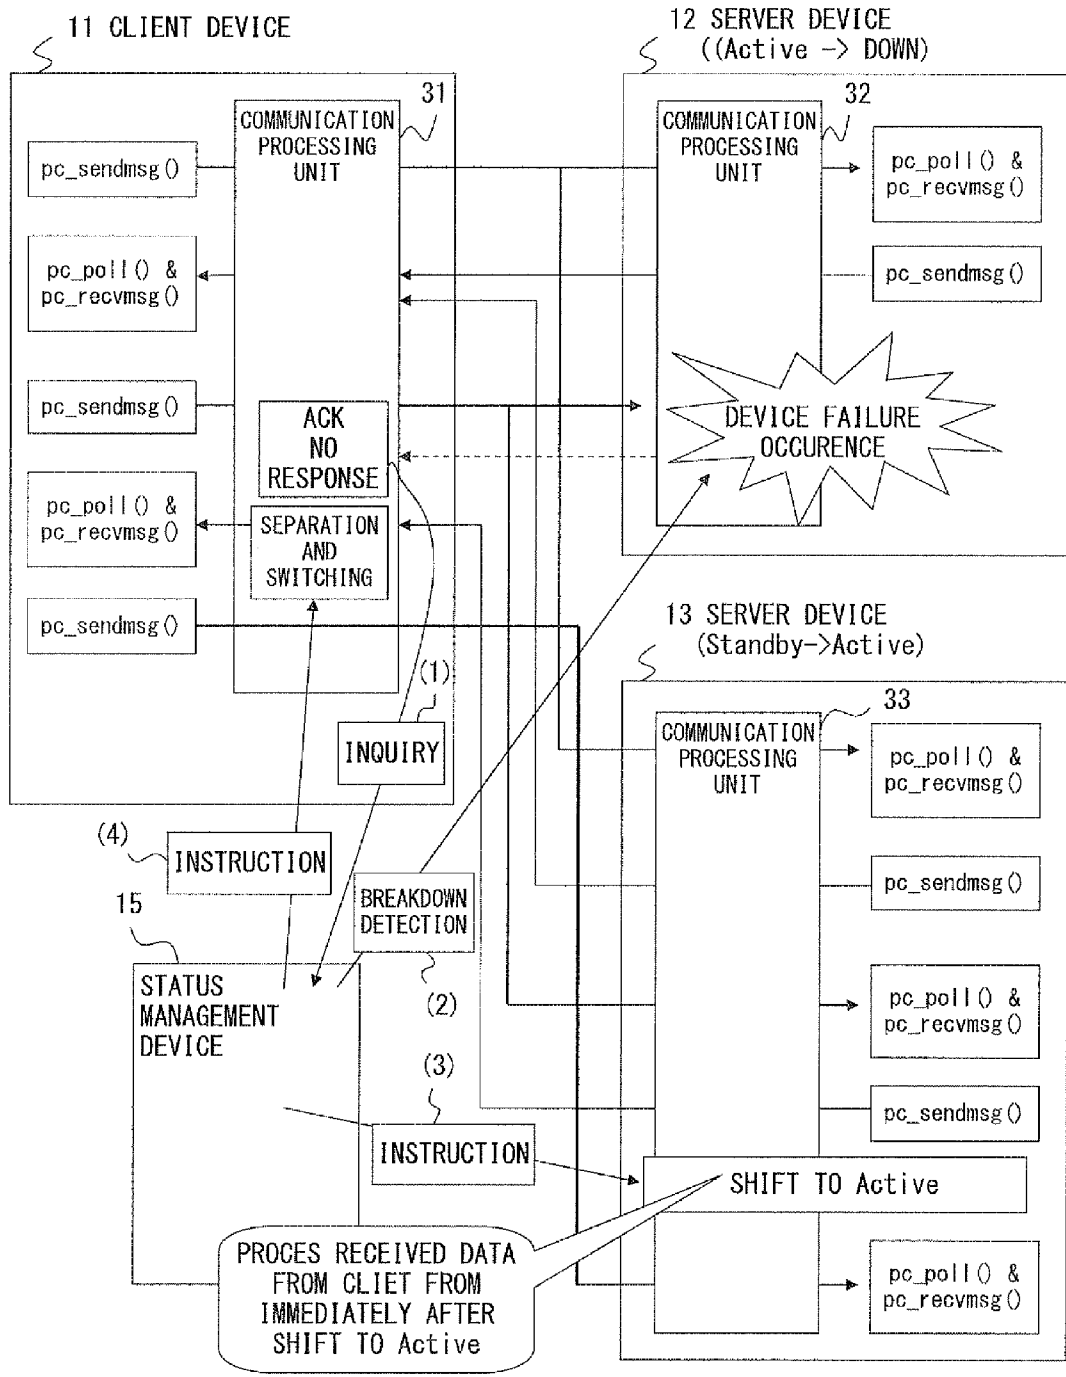 11 CLIENT DEVICE
31
COMMUNICATION
PROCESSING
UNIT
pc_sendmsg()
pc_poll() &
pc_recvmsg()
pc_sendmsg()
ACK
NO
RESPONSE
pc_poll() &
pc_recvmsg()
SEPARATION
AND
SWITCHING
pc_sendmsg()
12 SERVER DEVICE
((Active -> DOWN)
32
COMMUNICATION
PROCESSING
UNIT
pc_poll() &
pc_recvmsg()
pc_sendmsg()
DEVICE FAILURE
OCCURENCE
13 SERVER DEVICE
(Standby->Active)
33
COMMUNICATION
PROCESSING
UNIT
pc_poll() &
pc_recvmsg()
pc_sendmsg()
pc_poll() &
pc_recvmsg()
pc_sendmsg()
SHIFT TO Active
pc_poll() &
pc_recvmsg()
(1)
INQUIRY
(4)
INSTRUCTION
BREAKDOWN
DETECTION
(2)
15
STATUS
MANAGEMENT
DEVICE
(3)
INSTRUCTION
PROCES RECEIVED DATA
FROM CLIET FROM
IMMEDIATELY AFTER
SHIFT TO Active